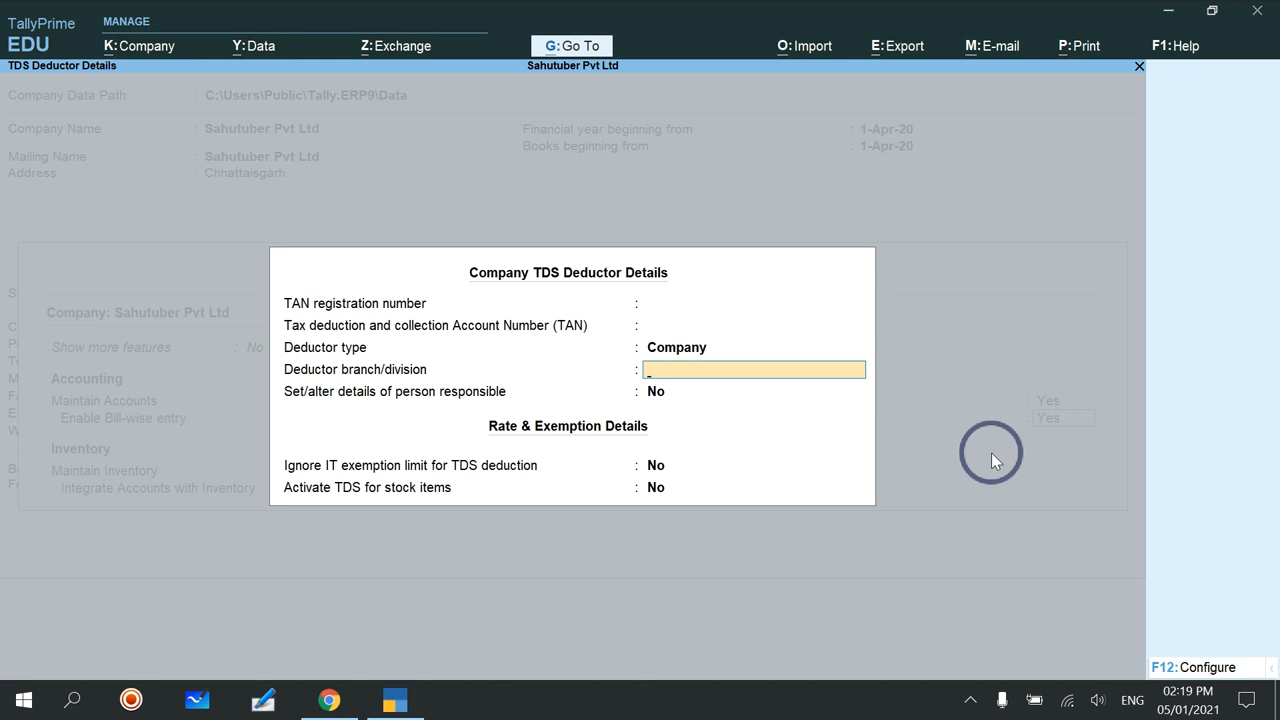 TallyPrime
EDU
MANAGE
K:Company Y:Data Z:Exchange G:Go To O:Import E:Export M:E-mail P:Print F1:Help
TDS Deductor Details Sahutuber Pvt Ltd
Company Data Path : C:\Users\Public\Tally.ERP9\Data
Company Name : Sahutuber Pvt Ltd Financial year beginning from : 1-Apr-20
Books beginning from : 1-Apr-20
Mailing Name : Sahutuber Pvt Ltd
Address : Chhattaisgarh
Company TDS Deductor Details
TAN registration number :
Tax deduction and collection Account Number (TAN) :
Deductor type : Company
Deductor branch/division :
Set/alter details of person responsible : No
Rate & Exemption Details
Ignore IT exemption limit for TDS deduction : No
Activate TDS for stock items : No
Company: Sahutuber Pvt Ltd
Show more features : No
Accounting
Maintain Accounts : Yes
Enable Bill-wise entry : Yes
Inventory
Maintain Inventory
Integrate Accounts with Inventory
F12:Configure
ENG
02:19 PM
05/01/2021